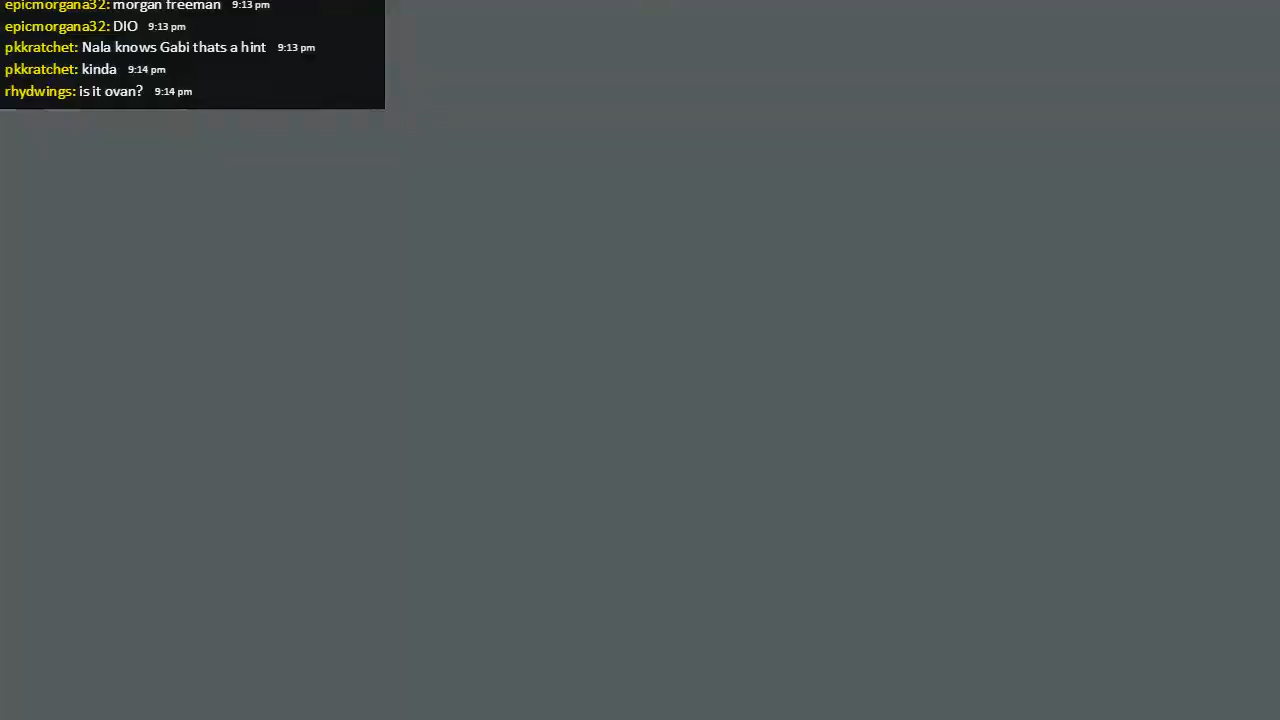 epicmorgana32: morgan freeman 9:13 pm
epicmorgana32: DIO 9:13 pm
pkkratchet: Nala knows Gabi thats a hint 9:13 pm
pkkratchet: kinda 9:14 pm
rhydwings: is it ovan? 9:14 pm